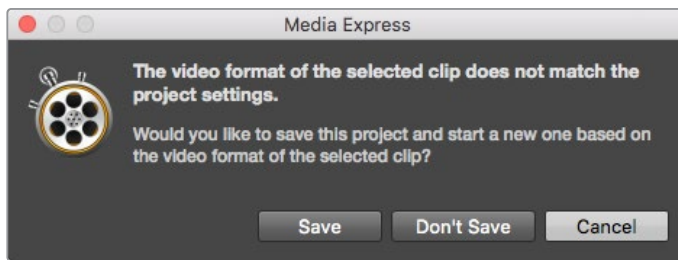 Media Express
The video format of the selected clip does not match the
project settings.
Would you like to save this project and start a new one based on
the video format of the selected clip?
Save Don't Save Cancel